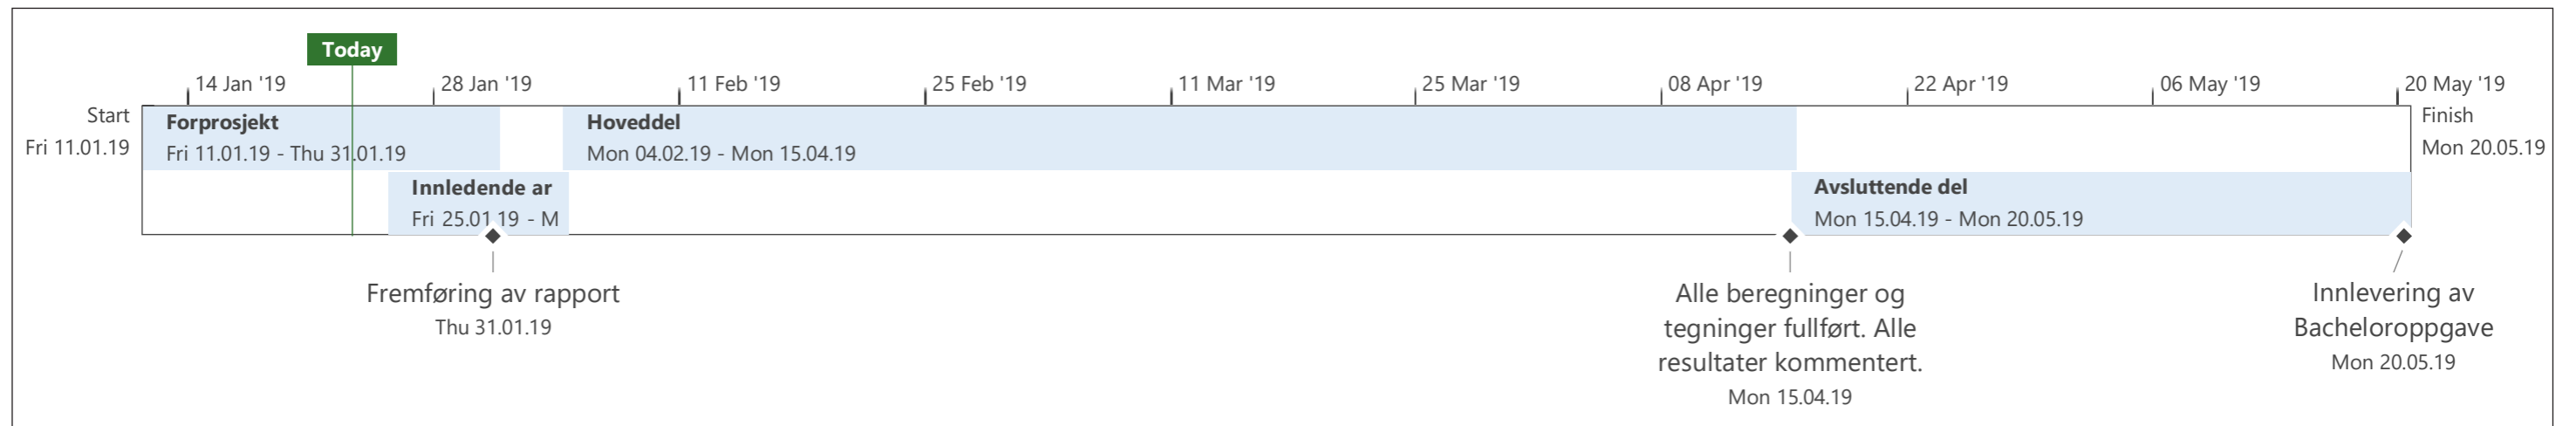 Today
14 Jan '19 28 Jan '19 11 Feb '19 25 Feb '19 11 Mar '19 25 Mar '19 08 Apr '19 22 Apr '19 06 May '19 20 May '19
Start
Fri 11.01.19
Forprosjekt
Fri 11.01.19 - Thu 31.01.19
Hoveddel
Mon 04.02.19 - Mon 15.04.19
Finish
Mon 20.05.19
Innledende ar
Fri 25.01.19 - M
Avsluttende del
Mon 15.04.19 - Mon 20.05.19
Fremføring av rapport
Thu 31.01.19
Alle beregninger og
tegninger fullført. Alle
resultater kommentert.
Mon 15.04.19
Innlevering av
Bacheloroppgave
Mon 20.05.19